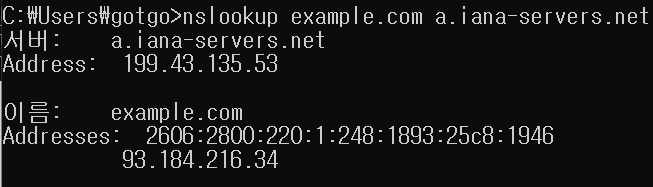 C:₩Users₩gotgo>nslookup example.com a.iana-servers.net
서버:    a.iana-servers.net
Address:  199.43.135.53
이름:    example.com
Addresses:  2606:2800:220:1:248:1893:25c8:1946
93.184.216.34